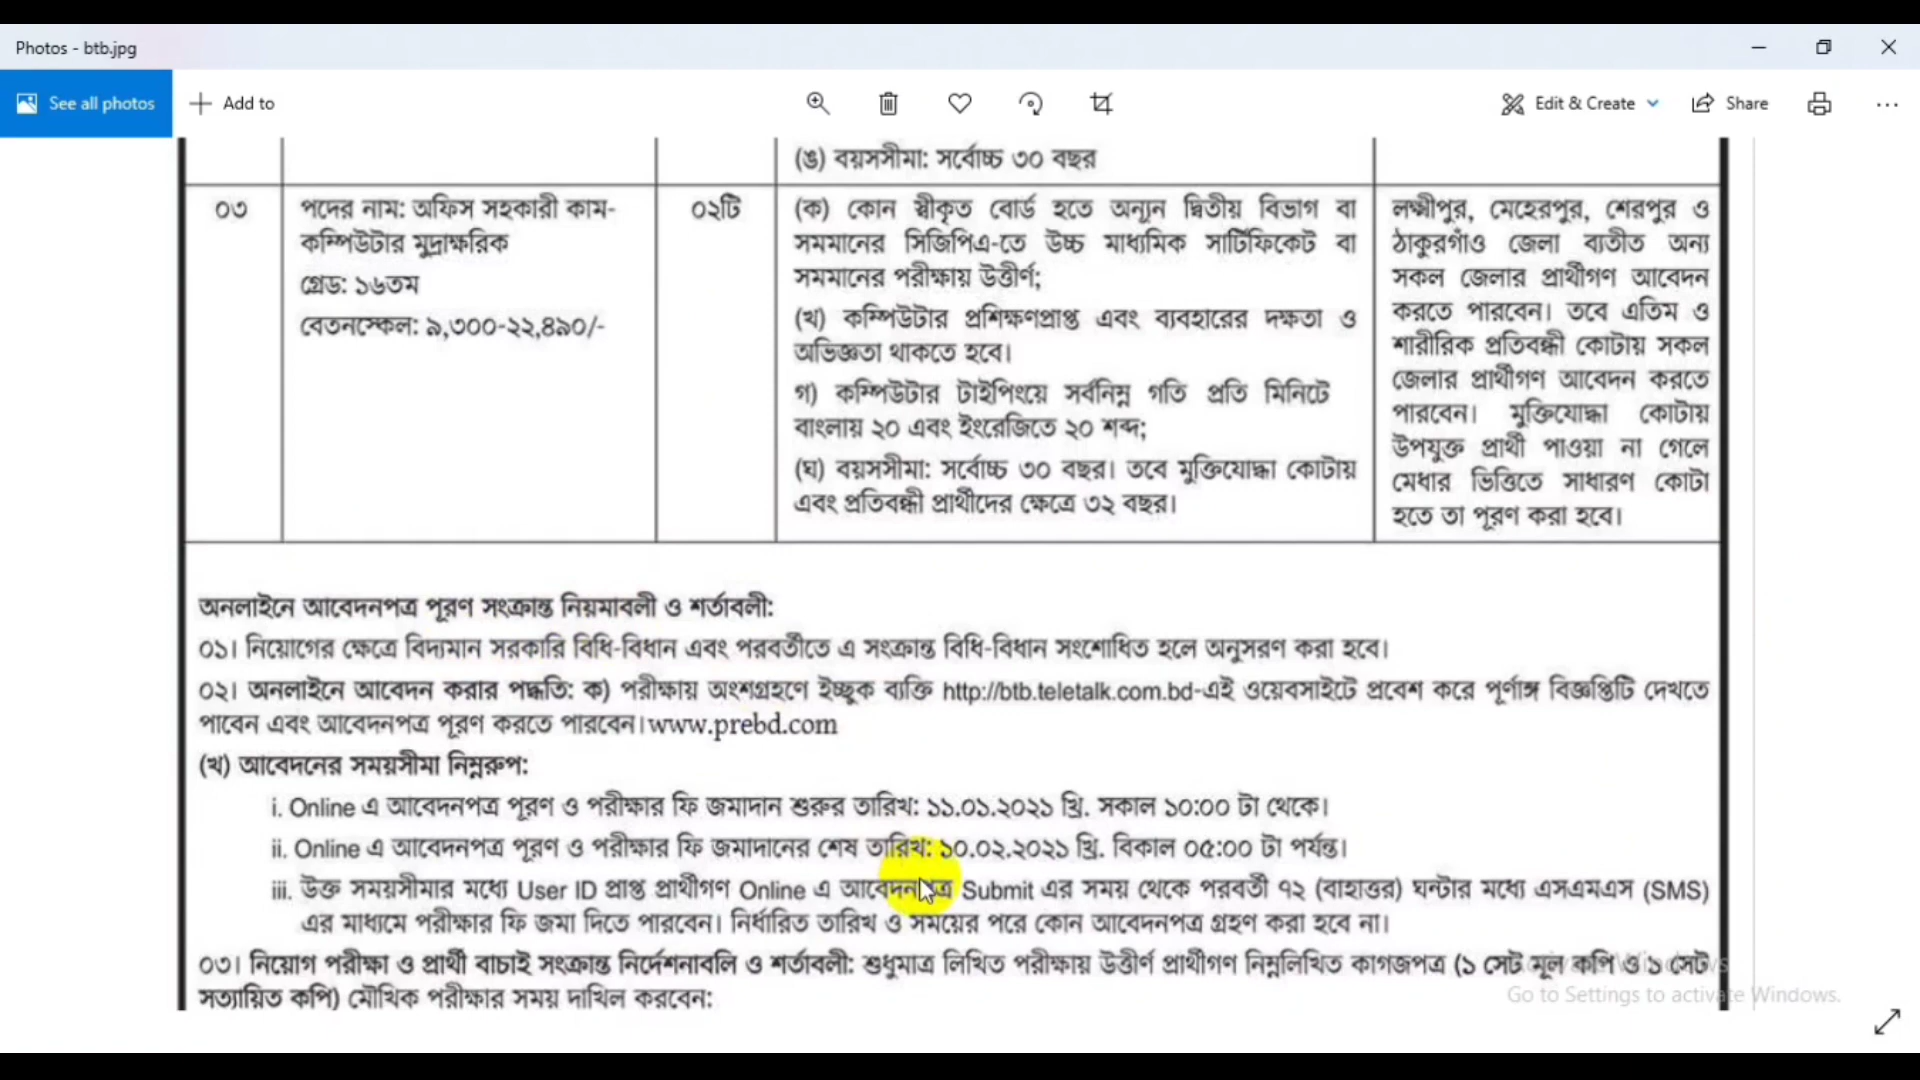 Photos - btb.jpg
See all photos
Add to
Edit & Create
Share
(ঙ) বয়সসীমা: সর্বোচ্চ ৩০ বছর
০৩
পদের নাম: অফিস সহকারী কাম-
কম্পিউটার মুদ্রাক্ষরিক
গ্রেড: ১৬তম
বেতনস্কেল: ৯,৩০০-২২,৪৯০/-
০২টি
(ক) কোন স্বীকৃত বোর্ড হতে অন্যূন দ্বিতীয় বিভাগ বা
সমমানের সিজিপিএ-তে উচ্চ মাধ্যমিক সার্টিফিকেট বা
সমমানের পরীক্ষায় উত্তীর্ণ;
(খ) কম্পিউটার প্রশিক্ষণপ্রাপ্ত এবং ব্যবহারের দক্ষতা ও
অভিজ্ঞতা থাকতে হবে।
গ) কম্পিউটার টাইপিংয়ে সর্বনিম্ন গতি প্রতি মিনিটে
বাংলায় ২০ এবং ইংরেজিতে ২০ শব্দ;
(ঘ) বয়সসীমা: সর্বোচ্চ ৩০ বছর। তবে মুক্তিযোদ্ধা কোটায়
এবং প্রতিবন্ধী প্রার্থীদের ক্ষেত্রে ৩২ বছর।
লক্ষ্মীপুর, মেহেরপুর, শেরপুর ও
ঠাকুরগাঁও জেলা ব্যতীত অন্য
সকল জেলার প্রার্থীগণ আবেদন
করতে পারবেন। তবে এতিম ও
শারীরিক প্রতিবন্ধী কোটায় সকল
জেলার প্রার্থীগণ আবেদন করতে
পারবেন। মুক্তিযোদ্ধা কোটায়
উপযুক্ত প্রার্থী পাওয়া না গেলে
মেধার ভিত্তিতে সাধারণ কোটা
হতে তা পূরণ করা হবে।
অনলাইনে আবেদনপত্র পূরণ সংক্রান্ত নিয়মাবলী ও শর্তাবলী:
০১। নিয়োগের ক্ষেত্রে বিদ্যমান সরকারি বিধি-বিধান এবং পরবর্তীতে এ সংক্রান্ত বিধি-বিধান সংশোধিত হলে অনুসরণ করা হবে।
০২। অনলাইনে আবেদন করার পদ্ধতি: ক) পরীক্ষায় অংশগ্রহণে ইচ্ছুক ব্যক্তি http://btb.teletalk.com.bd-এই ওয়েবসাইটে প্রবেশ করে পূর্ণাঙ্গ বিজ্ঞপ্তিটি দেখতে
পাবেন এবং আবেদনপত্র পূরণ করতে পারবেন।www.prebd.com
(খ) আবেদনের সময়সীমা নিম্নরুপ:
i. Online এ আবেদনপত্র পূরণ ও পরীক্ষার ফি জমাদান শুরুর তারিখ: ১১.০১.২০২১ খ্রি. সকাল ১০:০০ টা থেকে।
ii. Online এ আবেদনপত্র পূরণ ও পরীক্ষার ফি জমাদানের শেষ তারিখ: ১০.০২.২০২১ খ্রি. বিকাল ০৫:০০ টা পর্যন্ত।
iii. উক্ত সময়সীমার মধ্যে User ID প্রাপ্ত প্রার্থীগণ Online এ আবেদনপত্র Submit এর সময় থেকে পরবর্তী ৭২ (বাহাত্তর) ঘন্টার মধ্যে এসএমএস (SMS)
এর মাধ্যমে পরীক্ষার ফি জমা দিতে পারবেন। নির্ধারিত তারিখ ও সময়ের পরে কোন আবেদনপত্র গ্রহণ করা হবে না।
০৩। নিয়োগ পরীক্ষা ও প্রার্থী বাচাই সংক্রান্ত নির্দেশনাবলি ও শর্তাবলী: শুধুমাত্র লিখিত পরীক্ষায় উত্তীর্ণ প্রার্থীগণ নিম্নলিখিত কাগজপত্র (১ সেট মূল কপি ও ১ সেট
সত্যায়িত কপি) মৌখিক পরীক্ষার সময় দাখিল করবেন:
Activate Windows
Go to Settings to activate Windows.